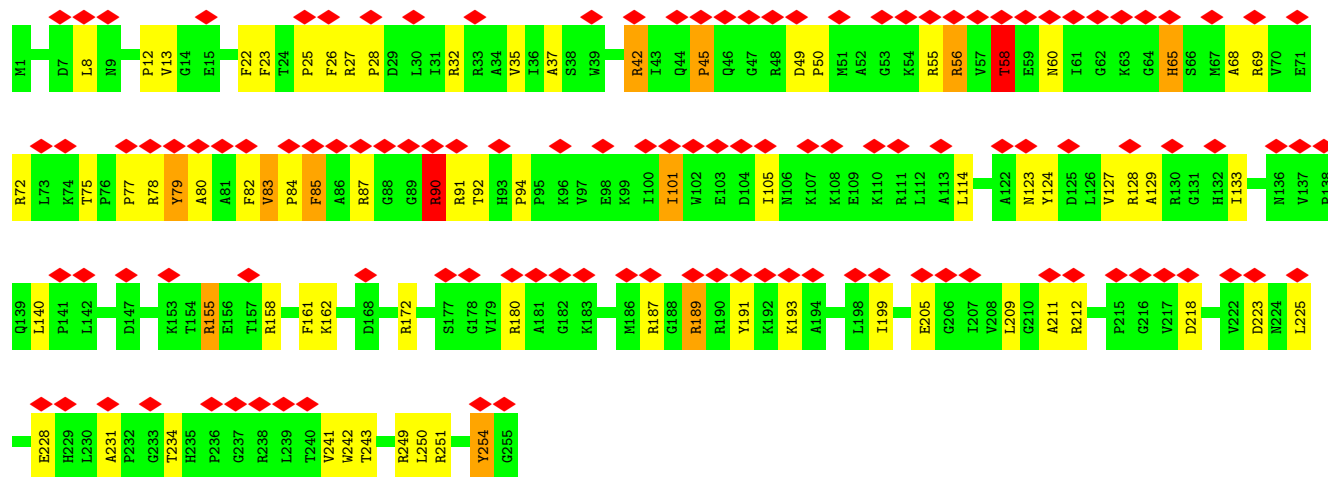 M1 D7 L8 N9 P12 V13 G14 E15 F22 F23 T24 P25 F26 R27 P28 D29 L30 I31 R32 R33 A34 V35 I36 A37 S38 W39 R42 I43 Q44 P45 Q46 G47 R48 D49 P50 M51 A52 G53 K54 R55 R56 V57 T58 E59 N60 I61 G62 K63 G64 H65 S66 M67 A68 R69 V70 E71
R72 L73 K74 T75 P76 P77 R78 Y79 A80 A81 F82 V83 P84 F85 A86 R87 G88 G89 R90 R91 T92 H93 P94 P95 K96 V97 E98 K99 I100 I101 W102 E103 D104 I105 N106 K107 K108 E109 K110 R111 L112 A113 L114 A122 N123 Y124 D125 L126 V127 R128 A129 R130 G131 H132 I133 N136 V137 P138
Q139 L140 P141 L142 D147 K153 T154 R155 E156 T157 R158 F161 K162 D168 R172 S177 G178 V179 R180 A181 G182 K183 M186 R187 G188 R189 R190 Y191 K192 K193 A194 L198 I199 E205 G206 I207 V208 L209 G210 A211 R212 P215 G216 V217 D218 V222 D223 N224 L225
E228 H229 L230 A231 P232 G233 T234 H235 P236 G237 R238 L239 T240 V241 W242 T243 R249 L250 R251 Y254 G255